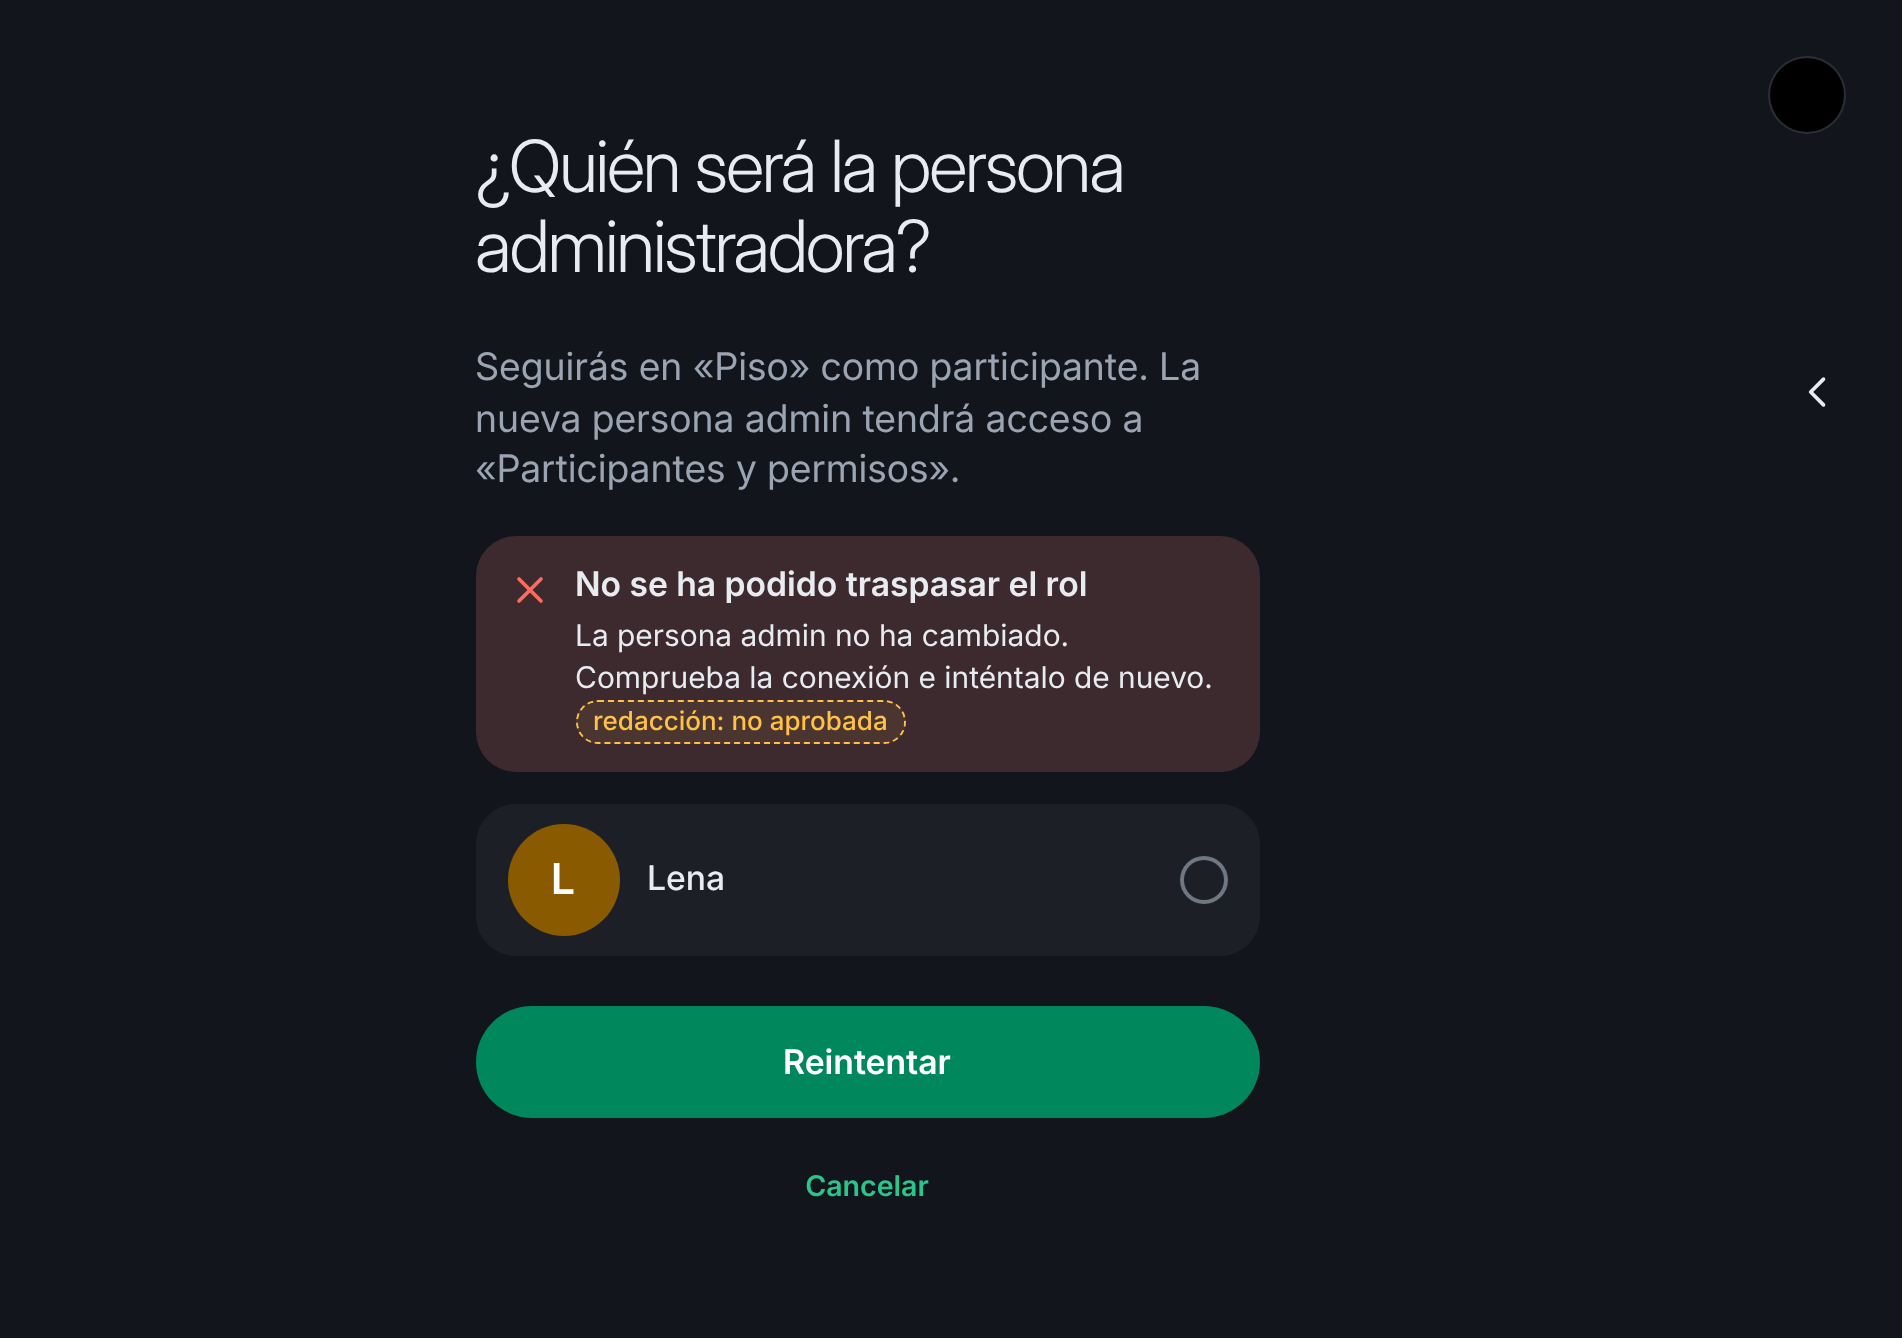 ¿Quién será la persona
administradora?
Seguirás en «Piso» como participante. La
nueva persona admin tendrá acceso a
«Participantes y permisos».
No se ha podido traspasar el rol
La persona admin no ha cambiado.
Comprueba la conexión e inténtalo de nuevo.
redacción: no aprobada
L
Lena
Reintentar
Cancelar